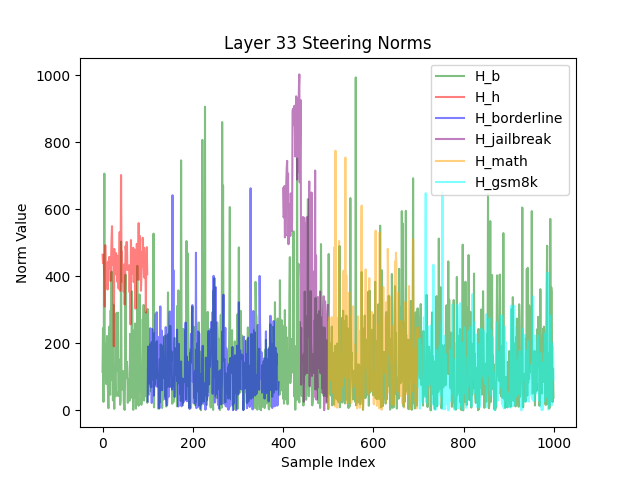 Layer 33 Steering Norms
Norm Value
1000
800
600
400
200
0
H_b
H_h
H_borderline
H_jailbreak
H_math
H_gsm8k
0 200 400 600 800 1000
Sample Index